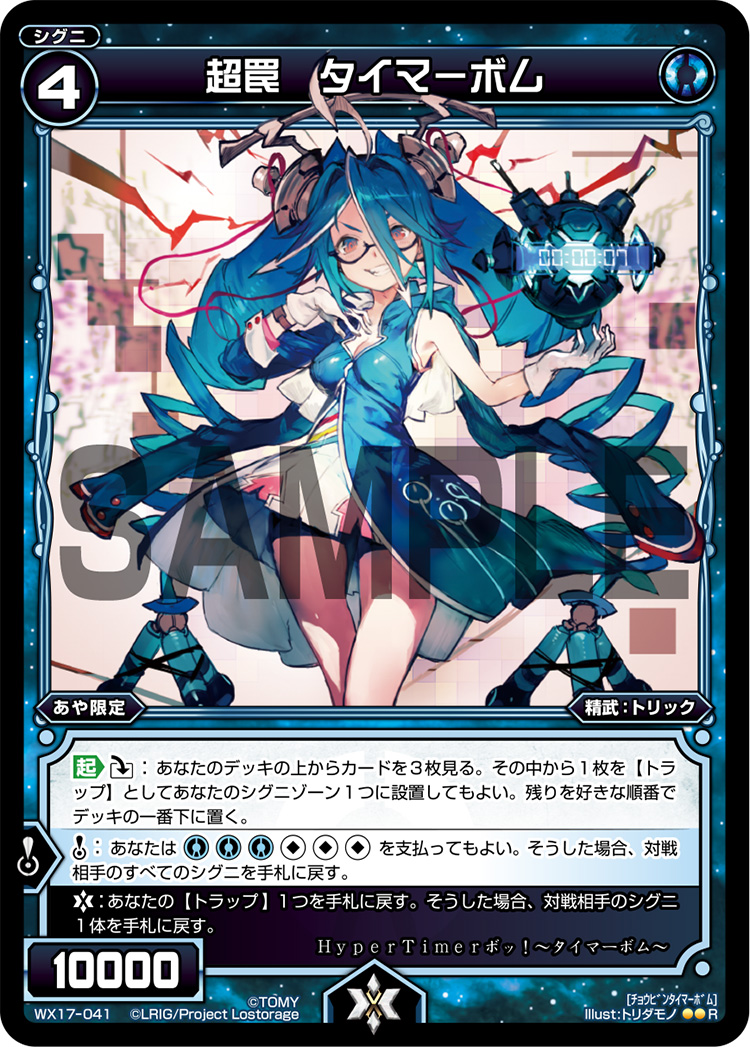 シグニ
4
超罠　タイマーボム
00:00:07
SAMPLE
あや限定
精武：トリック
起：あなたのデッキの上からカードを３枚見る。その中から１枚を【トラ
ップ】としてあなたのシグニゾーン１つに設置してもよい。残りを好きな順番で
デッキの一番下に置く。
：あなたは を支払ってもよい。そうした場合、対戦
相手のすべてのシグニを手札に戻す。
：あなたの【トラップ】１つを手札に戻す。そうした場合、対戦相手のシグニ
１体を手札に戻す。
HyperTimerボッ！～タイマーボム～
10000
©TOMY
[チョウビンタイマーボム]
WX17-041 ©LRIG/Project Lostorage
Illust:トリダモノ R